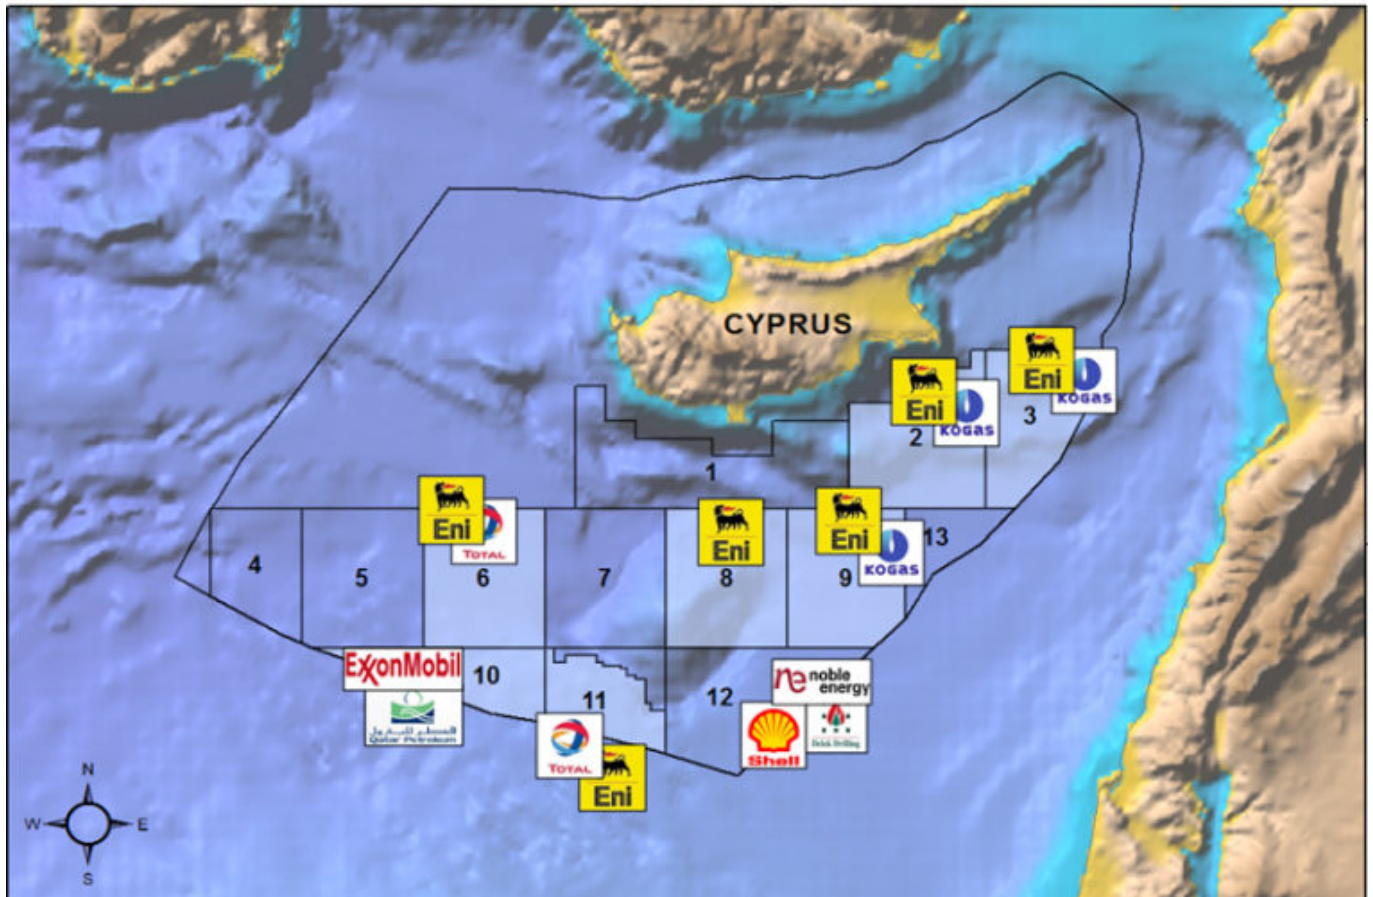 CYPRUS
Eni
KOGAS
3
Eni
KOGAS
2
1
Eni
TOTAL
6
Eni
8
Eni
KOGAS
9
13
4
5
7
ExxonMobil
Qatar Petroleum
10
11
TOTAL
Eni
12
noble
energy
Shell
Delek Drilling
N
W
E
S